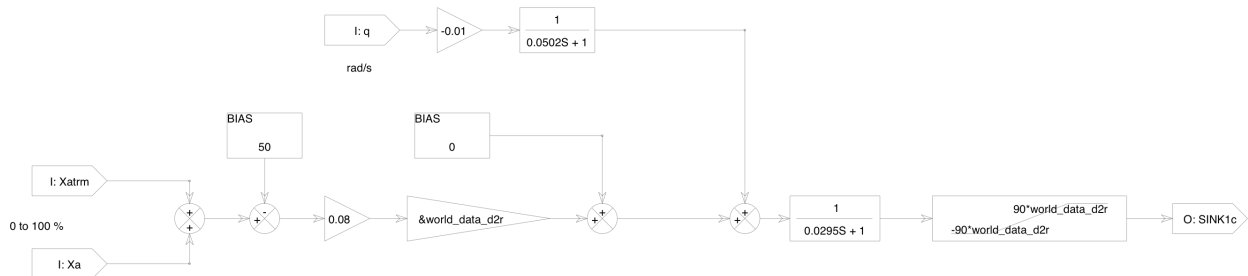 I: q
-0.01
1
0.0502S + 1
rad/s
BIAS
50
BIAS
0
I: Xatrm
0 to 100 %
I: Xa
+
+
-
+
0.08
&world_data_d2r
+
+
+
+
1
0.0295S + 1
90*world_data_d2r
-90*world_data_d2r
O: SINK1c